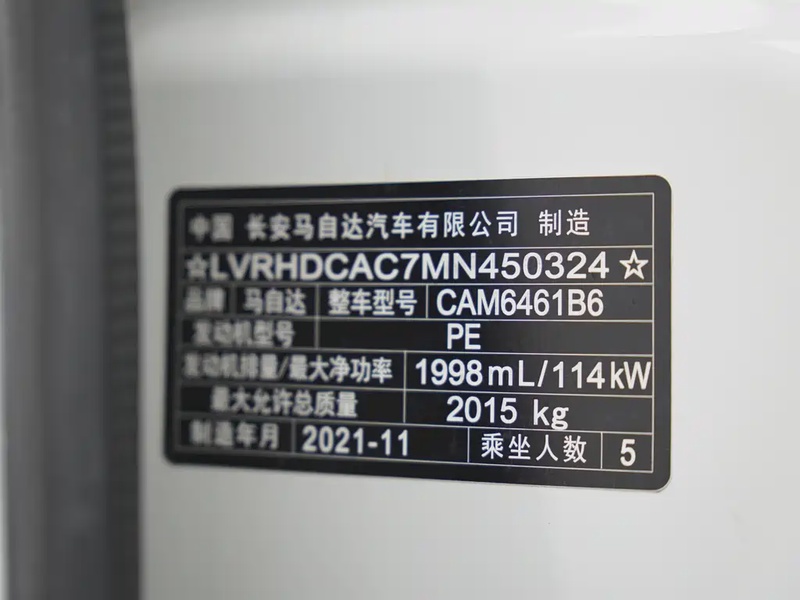 中国 长安马自达汽车有限公司 制造
☆LVRHDCAC7MN450324☆
品牌 马自达 整车型号 CAM6461B6
发动机型号 PE
发动机排量/最大净功率 1998mL/114kW
最大允许总质量 2015 kg
制造年月 2021-11 乘坐人数 5